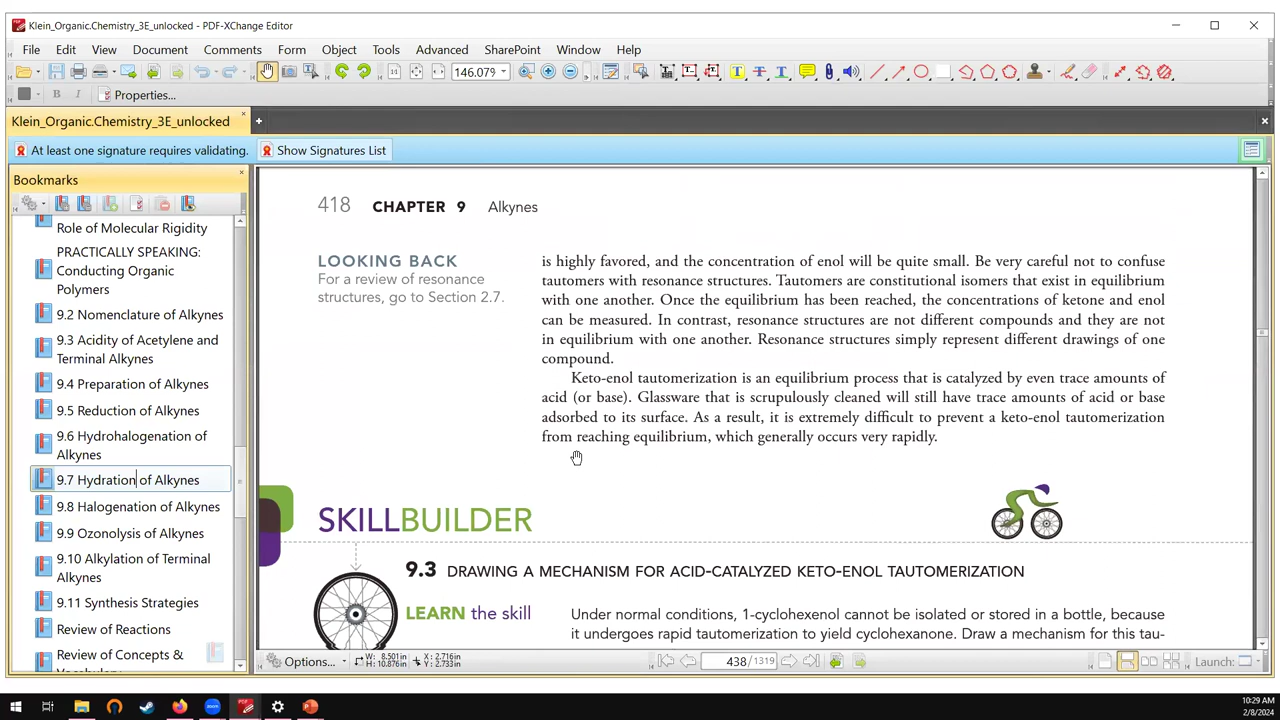 Klein_Organic.Chemistry_3E_unlocked - PDF-XChange Editor
File Edit View Document Comments Form Object Tools Advanced SharePoint Window Help
146.079
B I Properties...
Klein_Organic.Chemistry_3E_unlocked
At least one signature requires validating. Show Signatures List
Bookmarks
Role of Molecular Rigidity
PRACTICALLY SPEAKING:
Conducting Organic
Polymers
9.2 Nomenclature of Alkynes
9.3 Acidity of Acetylene and
Terminal Alkynes
9.4 Preparation of Alkynes
9.5 Reduction of Alkynes
9.6 Hydrohalogenation of
Alkynes
9.7 Hydration of Alkynes
9.8 Halogenation of Alkynes
9.9 Ozonolysis of Alkynes
9.10 Alkylation of Terminal
Alkynes
9.11 Synthesis Strategies
Review of Reactions
Review of Concepts &
418 CHAPTER 9 Alkynes
LOOKING BACK
For a review of resonance
structures, go to Section 2.7.
is highly favored, and the concentration of enol will be quite small. Be very careful not to confuse
tautomers with resonance structures. Tautomers are constitutional isomers that exist in equilibrium
with one another. Once the equilibrium has been reached, the concentrations of ketone and enol
can be measured. In contrast, resonance structures are not different compounds and they are not
in equilibrium with one another. Resonance structures simply represent different drawings of one
compound.
Keto-enol tautomerization is an equilibrium process that is catalyzed by even trace amounts of
acid (or base). Glassware that is scrupulously cleaned will still have trace amounts of acid or base
adsorbed to its surface. As a result, it is extremely difficult to prevent a keto-enol tautomerization
from reaching equilibrium, which generally occurs very rapidly.
SKILLBUILDER
9.3 DRAWING A MECHANISM FOR ACID-CATALYZED KETO-ENOL TAUTOMERIZATION
LEARN the skill
Under normal conditions, 1-cyclohexenol cannot be isolated or stored in a bottle, because
it undergoes rapid tautomerization to yield cyclohexanone. Draw a mechanism for this tau-
Options... W: 8.501in X: 2.716in
H: 10.876in Y: 2.733in
438 /1319
Launch:
10:29 AM
2/8/2024